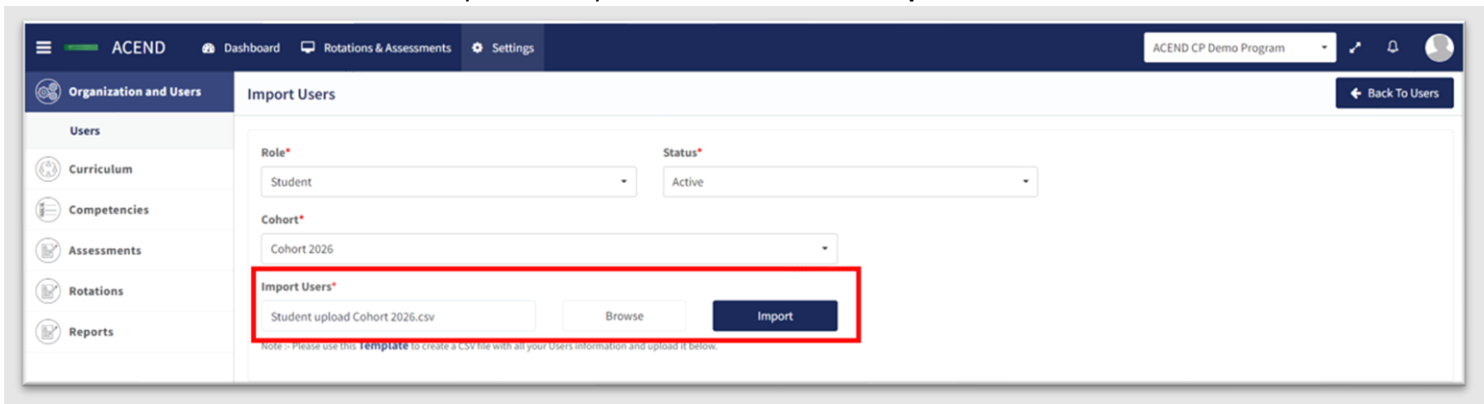 ACEND Dashboard Rotations & Assessments Settings ACEND CP Demo Program
Organization and Users Import Users Back To Users
Users
Role* Status*
Curriculum
Student Active
Competencies
Cohort*
Assessments Cohort 2026
Rotations Import Users*
Student upload Cohort 2026.csv Browse Import
Reports
Note :- Please use this Template to create a CSV file with all your Users information and upload it below.